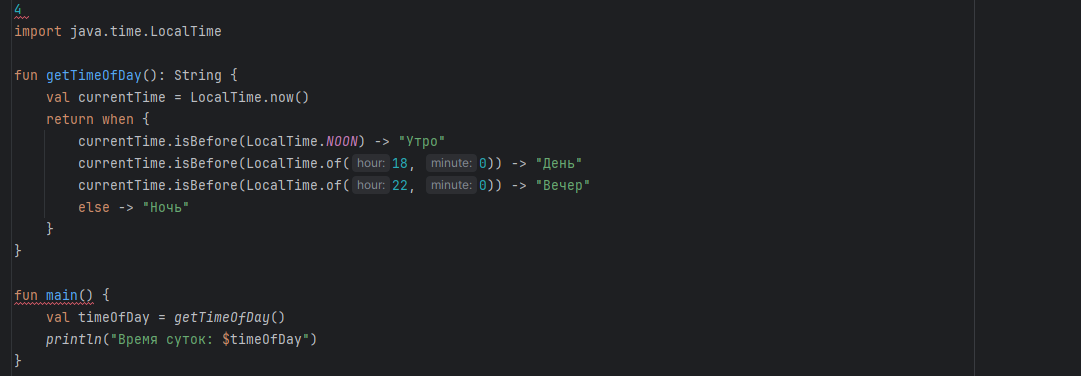 4
import java.time.LocalTime
fun getTimeOfDay(): String {
    val currentTime = LocalTime.now()
    return when {
        currentTime.isBefore(LocalTime.NOON) -> "Утро"
        currentTime.isBefore(LocalTime.of( hour: 18, minute: 0)) -> "День"
        currentTime.isBefore(LocalTime.of( hour: 22, minute: 0)) -> "Вечер"
        else -> "Ночь"
    }
}
fun main() {
    val timeOfDay = getTimeOfDay()
    println("Время суток: $timeOfDay")
}